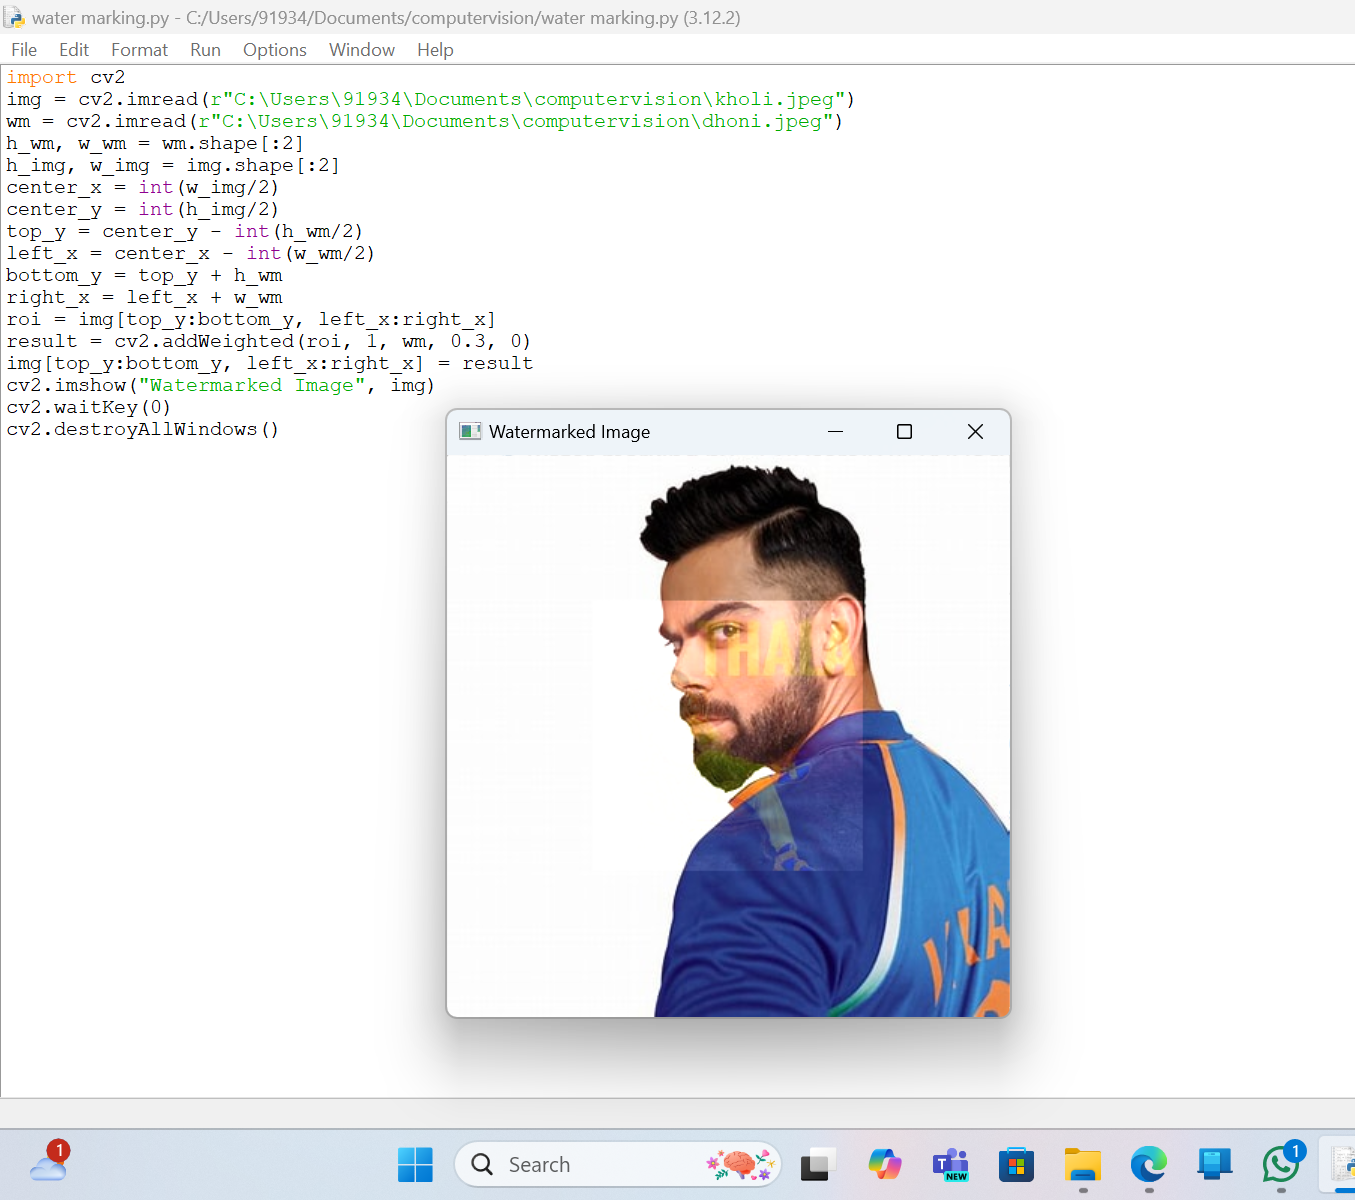 water marking.py - C:/Users/91934/Documents/computervision/water marking.py (3.12.2)
File Edit Format Run Options Window Help
import cv2
img = cv2.imread(r"C:\Users\91934\Documents\computervision\kholi.jpeg")
wm = cv2.imread(r"C:\Users\91934\Documents\computervision\dhoni.jpeg")
h_wm, w_wm = wm.shape[:2]
h_img, w_img = img.shape[:2]
center_x = int(w_img/2)
center_y = int(h_img/2)
top_y = center_y - int(h_wm/2)
left_x = center_x - int(w_wm/2)
bottom_y = top_y + h_wm
right_x = left_x + w_wm
roi = img[top_y:bottom_y, left_x:right_x]
result = cv2.addWeighted(roi, 1, wm, 0.3, 0)
img[top_y:bottom_y, left_x:right_x] = result
cv2.imshow("Watermarked Image", img)
cv2.waitKey(0)
cv2.destroyAllWindows()
Watermarked Image
THALA
1
Search
NEW
1